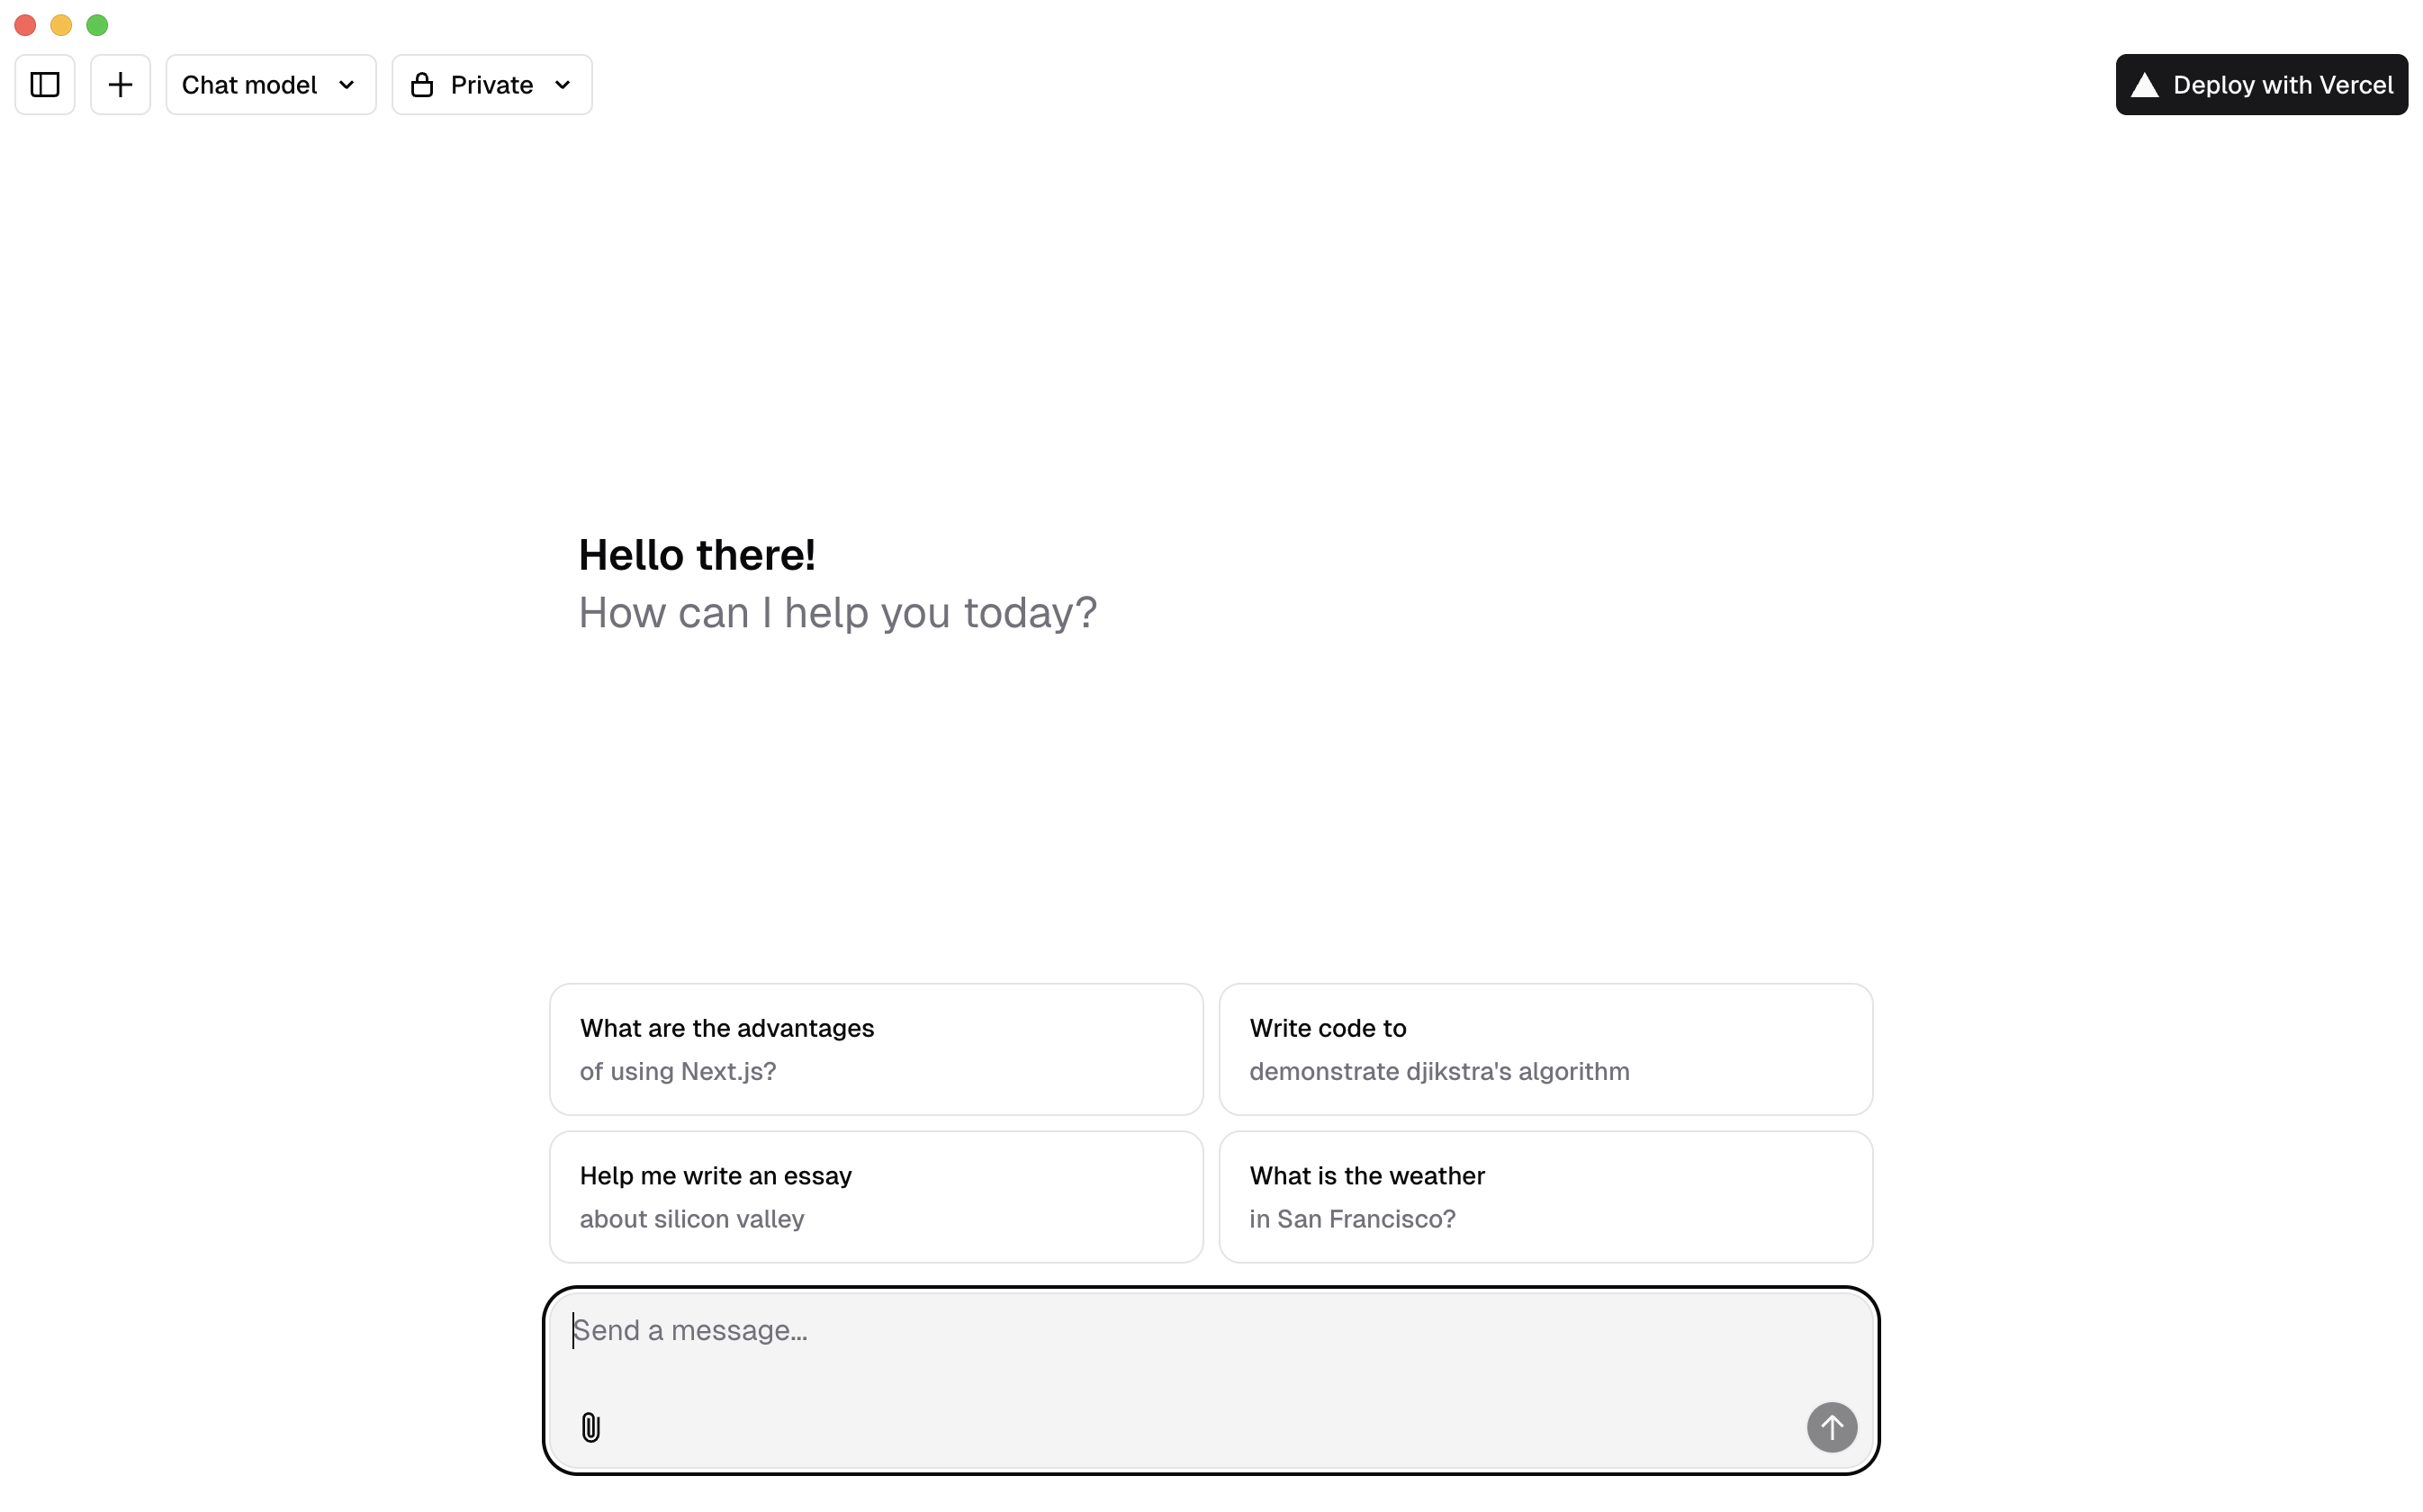 Chat model
Private
Deploy with Vercel
Hello there!
How can I help you today?
What are the advantages
of using Next.js?
Write code to
demonstrate djikstra's algorithm
Help me write an essay
about silicon valley
What is the weather
in San Francisco?
Send a message...